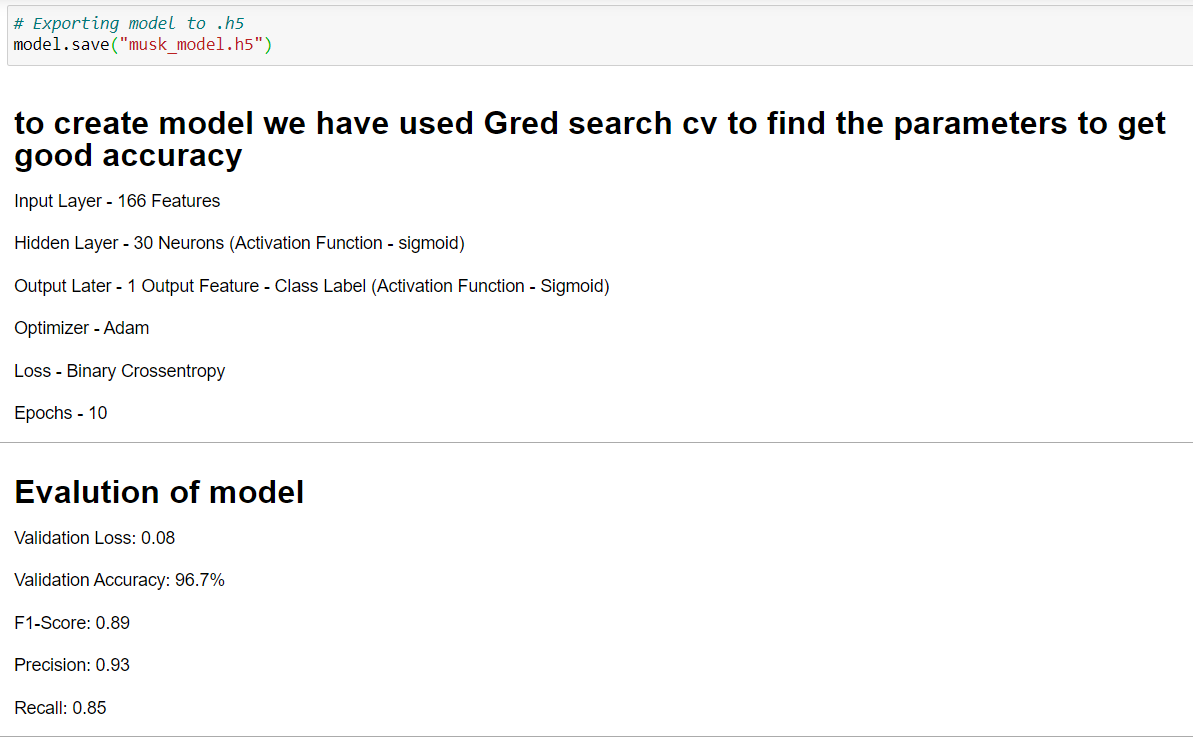 # Exporting model to .h5
model.save("musk_model.h5")
to create model we have used Gred search cv to find the parameters to get
good accuracy
Input Layer - 166 Features
Hidden Layer - 30 Neurons (Activation Function - sigmoid)
Output Later - 1 Output Feature - Class Label (Activation Function - Sigmoid)
Optimizer - Adam
Loss - Binary Crossentropy
Epochs - 10
Evalution of model
Validation Loss: 0.08
Validation Accuracy: 96.7%
F1-Score: 0.89
Precision: 0.93
Recall: 0.85